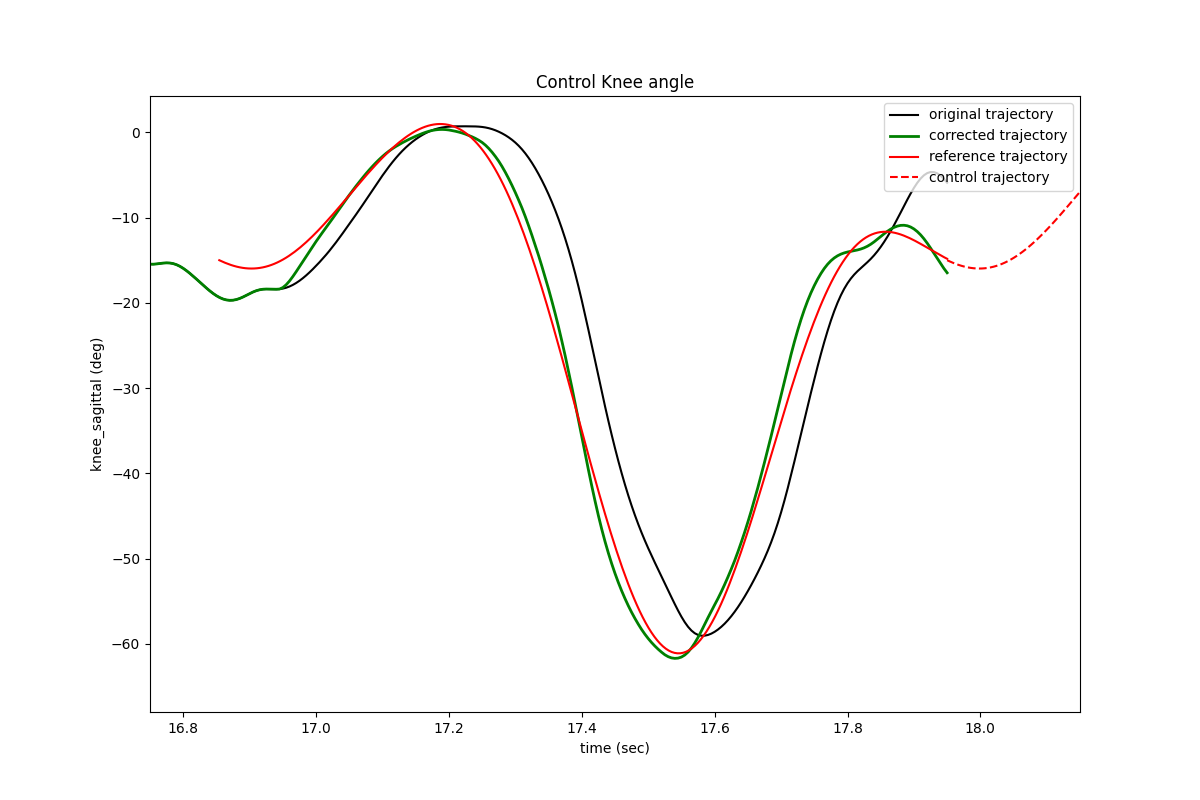 Control Knee angle
original trajectory
corrected trajectory
reference trajectory
control trajectory
knee_sagittal (deg)
0
−10
−20
−30
−40
−50
−60
16.8 17.0 17.2 17.4 17.6 17.8 18.0
time (sec)